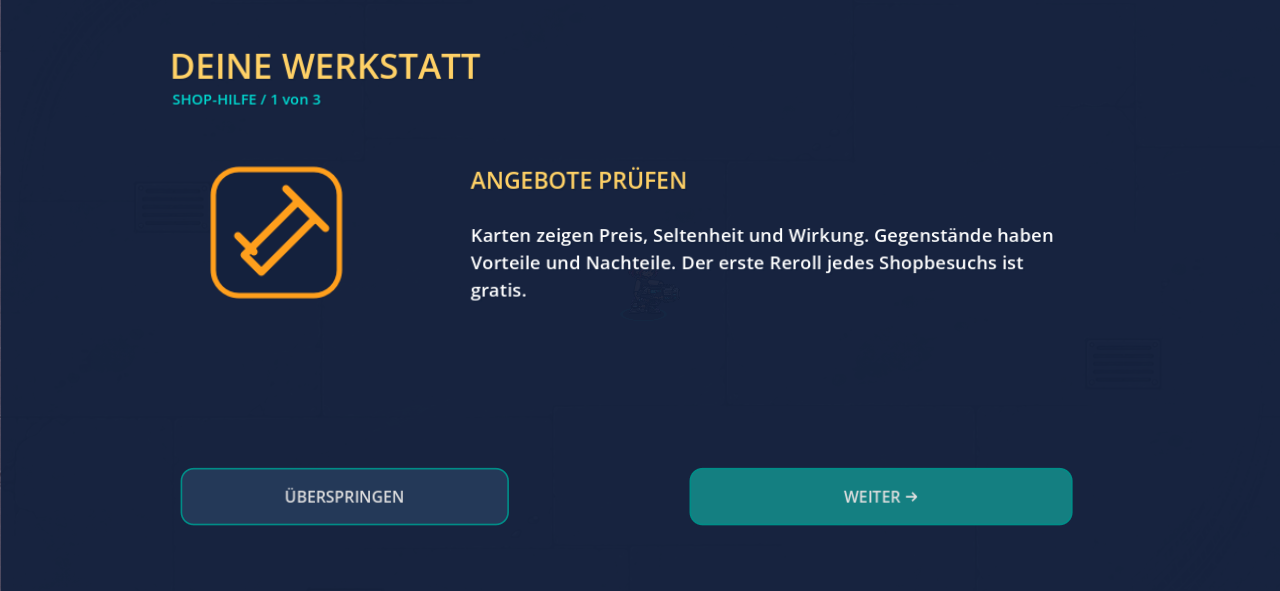 DEINE WERKSTATT
SHOP-HILFE / 1 von 3
ANGEBOTE PRÜFEN
Karten zeigen Preis, Seltenheit und Wirkung. Gegenstände haben
Vorteile und Nachteile. Der erste Reroll jedes Shopbesuchs ist
gratis.
ÜBERSPRINGEN
WEITER →